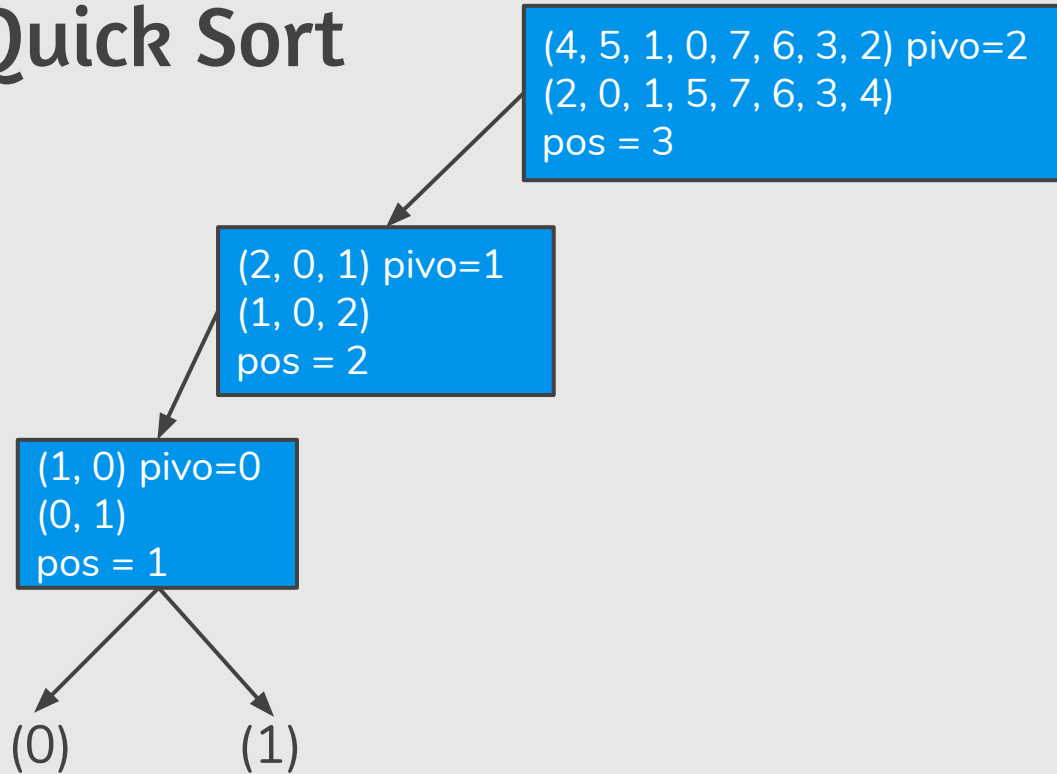 Quick Sort
(4, 5, 1, 0, 7, 6, 3, 2) pivo=2
(2, 0, 1, 5, 7, 6, 3, 4)
pos = 3
(2, 0, 1) pivo=1
(1, 0, 2)
pos = 2
(1, 0) pivo=0
(0, 1)
pos = 1
(0) (1)